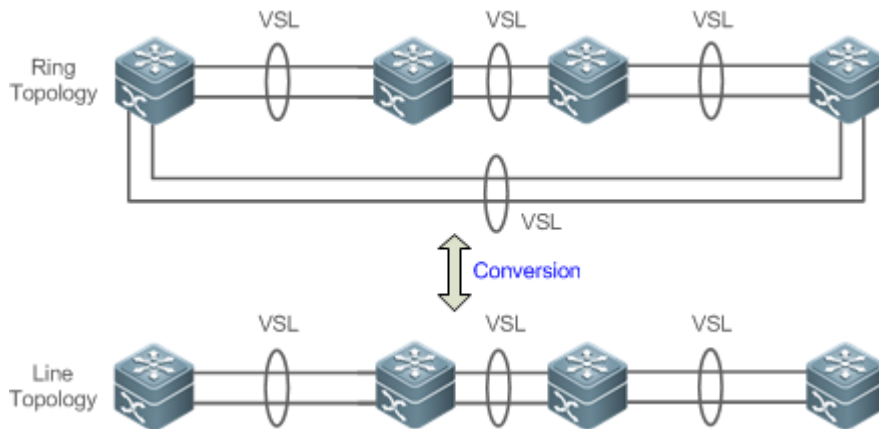 VSL VSL VSL
Ring
Topology
VSL
Conversion
VSL VSL VSL
Line
Topology